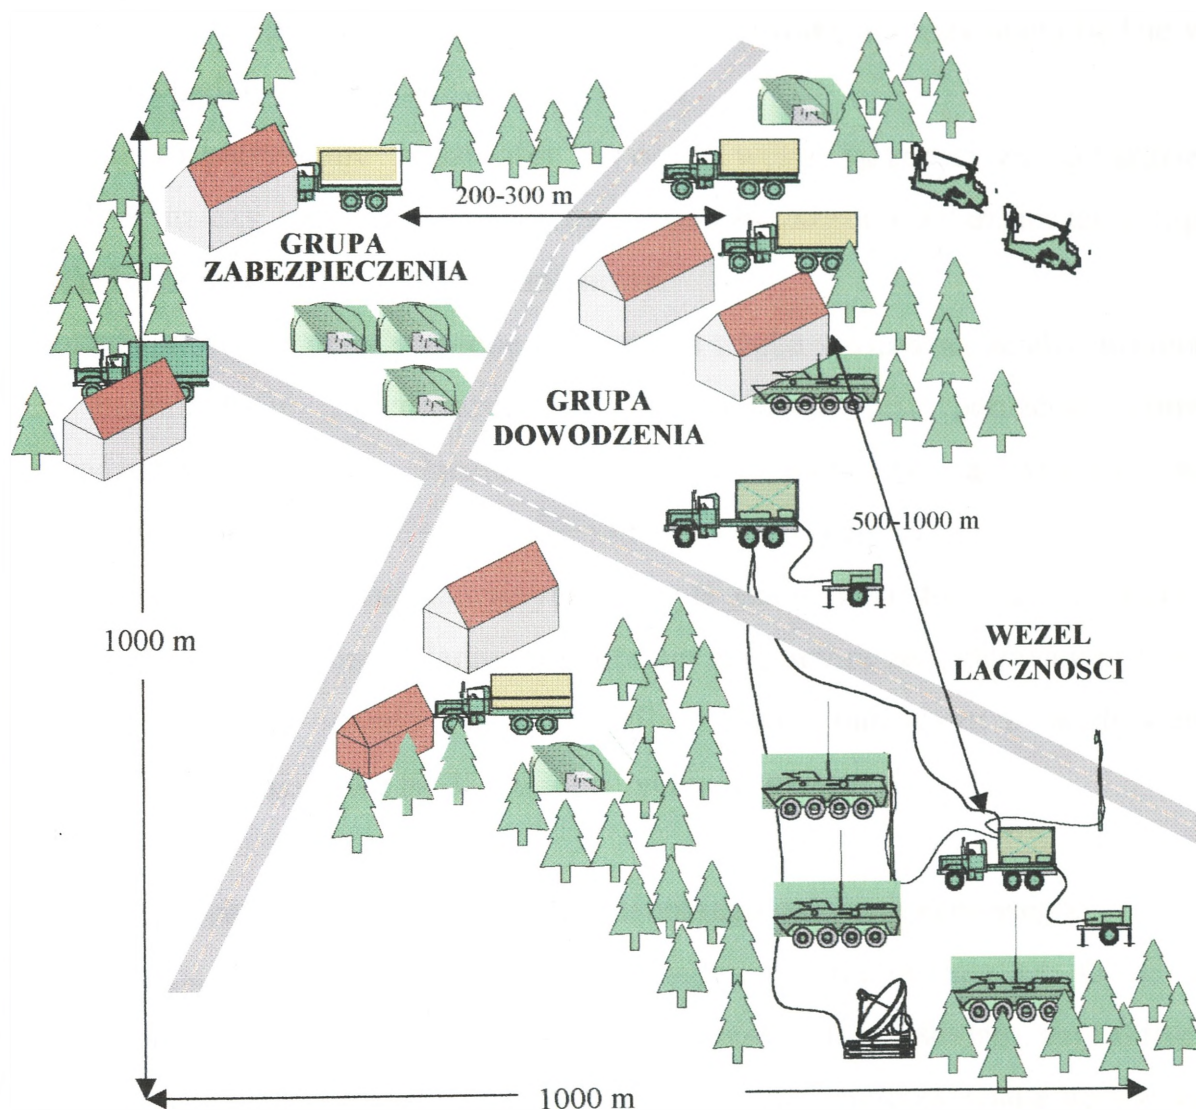 200-300 m
GRUPA
ZABEZPIECZENIA
GRUPA
DOWODZENIA
500-1000 m
1000 m
WEZEL
LACZNOSCI
1000 m